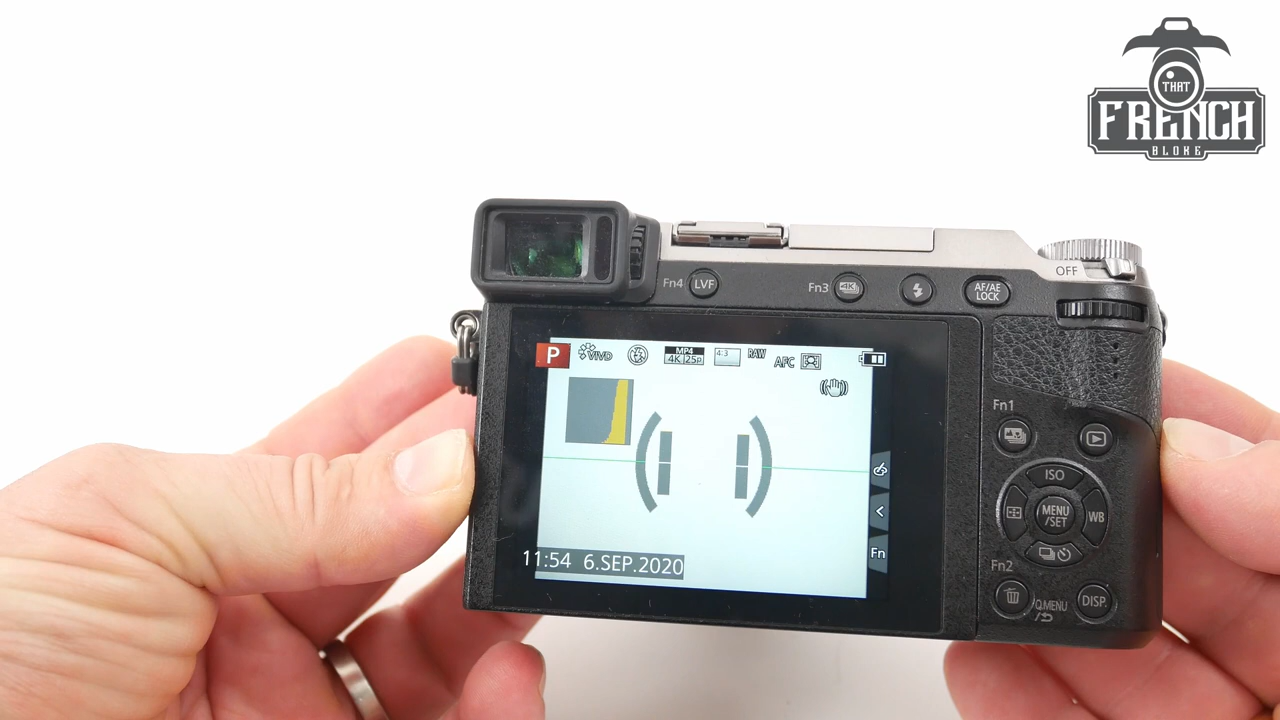 THAT
FRENCH
BLOKE
OFF
Fn4 LVF
Fn3 4K
AF/AE
LOCK
P VIVID MP4 4K 25p 4:3 RAW AFC
Fn1
ISO
MENU
/SET
WB
Fn
11:54 6.SEP.2020
Fn2
Q.MENU
/
DISP.